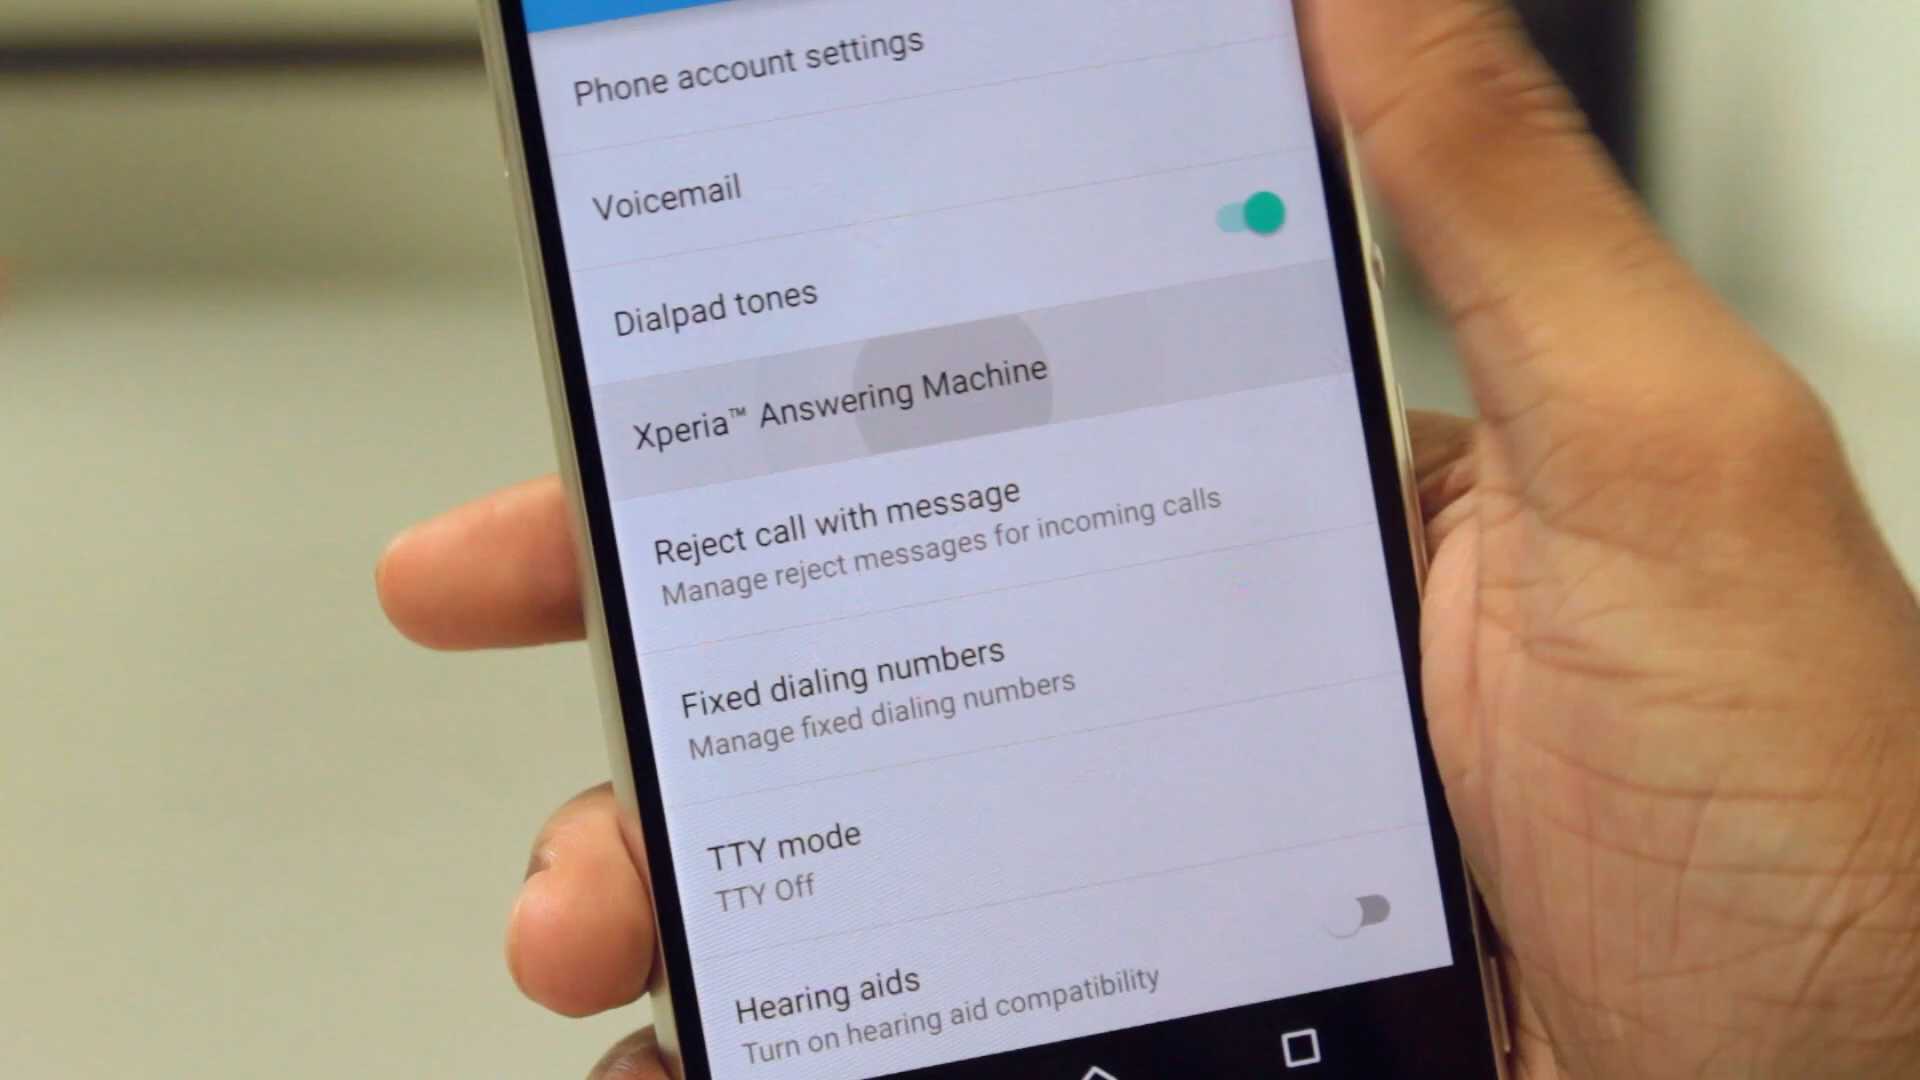 Phone account settings
Voicemail
Dialpad tones
Xperia™ Answering Machine
Reject call with message
Manage reject messages for incoming calls
Fixed dialing numbers
Manage fixed dialing numbers
TTY mode
TTY Off
Hearing aids
Turn on hearing aid compatibility